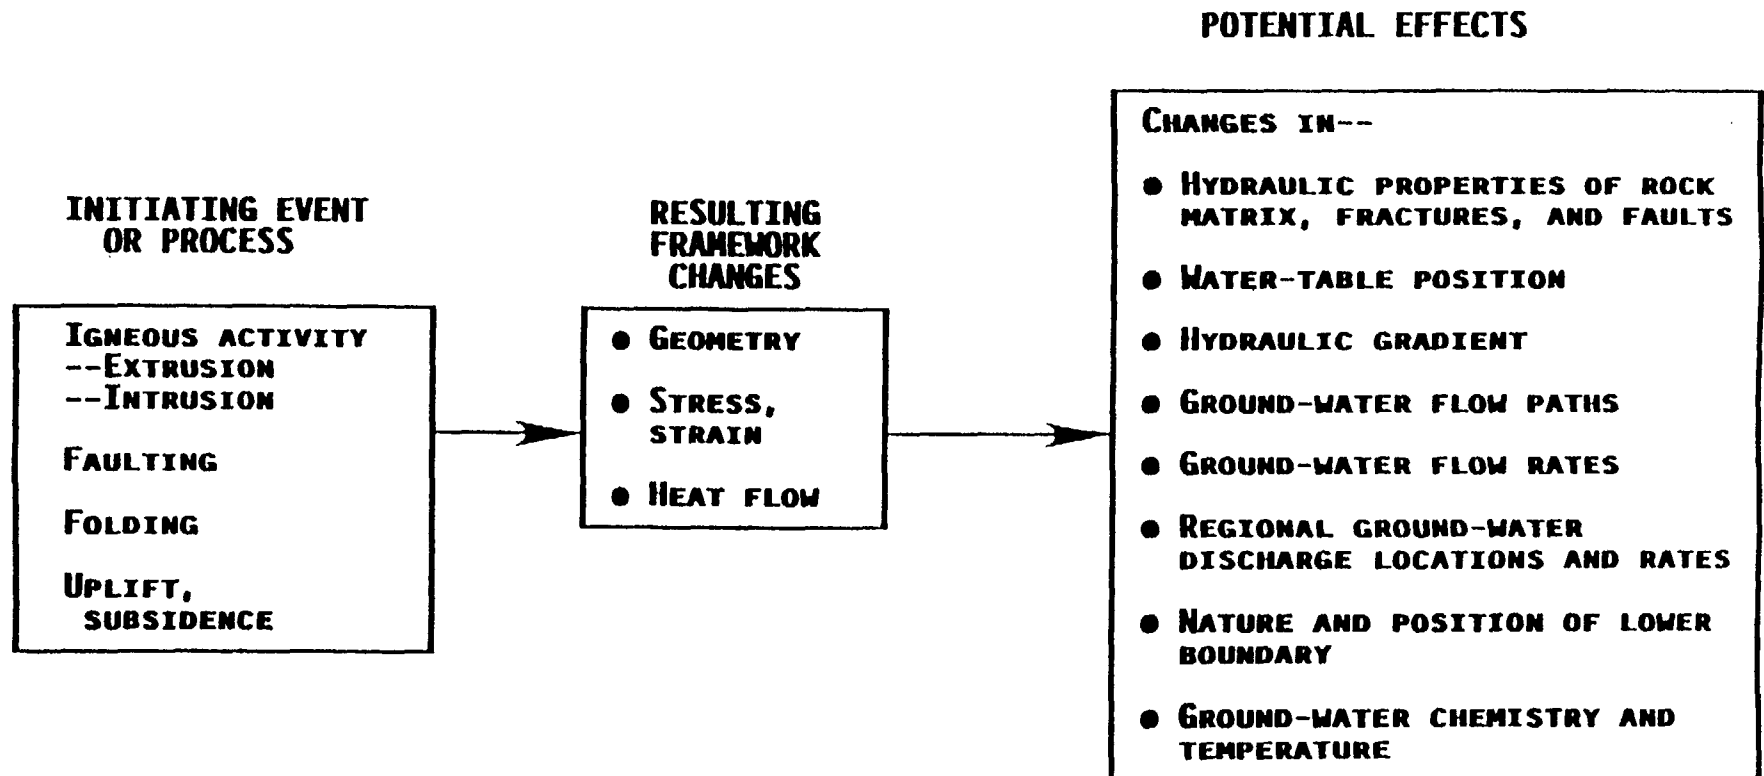 INITIATING EVENT
OR PROCESS
IGNEOUS ACTIVITY
--EXTRUSION
--INTRUSION
FAULTING
FOLDING
UPLIFT,
SUBSIDENCE
RESULTING
FRAMEWORK
CHANGES
● GEOMETRY
● STRESS,
STRAIN
● HEAT FLOW
POTENTIAL EFFECTS
CHANGES IN--
● HYDRAULIC PROPERTIES OF ROCK
MATRIX, FRACTURES, AND FAULTS
● WATER-TABLE POSITION
● HYDRAULIC GRADIENT
● GROUND-WATER FLOW PATHS
● GROUND-WATER FLOW RATES
● REGIONAL GROUND-WATER
DISCHARGE LOCATIONS AND RATES
● NATURE AND POSITION OF LOWER
BOUNDARY
● GROUND-WATER CHEMISTRY AND
TEMPERATURE